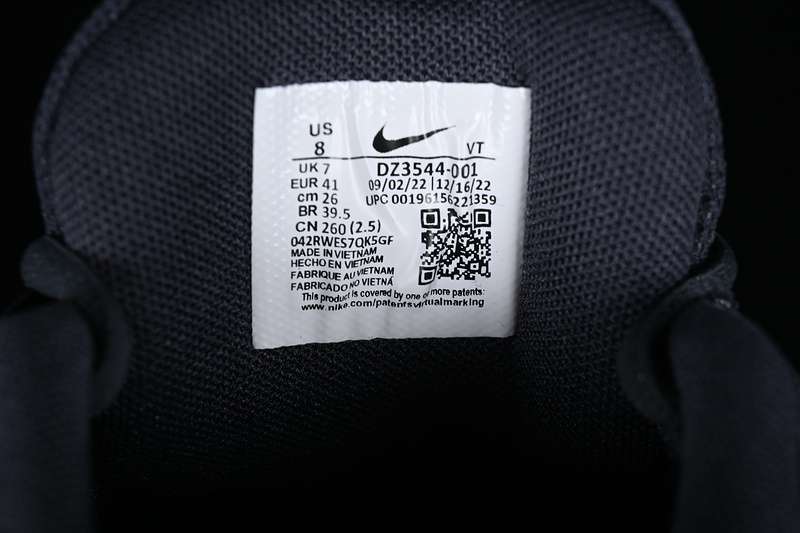 US
8 VT
UK 7 DZ3544-001
EUR 41 09/02/22 | 12/16/22
cm 26 UPC 00196156221359
BR 39.5
CN 260 (2.5)
042RWES7QK5GF
MADE IN VIETNAM
HECHO EN VIETNAM
FABRIQUE AU VIETNAM
FABRICADO NO VIETNÃ
This product is covered by one or more patents:
www.nike.com/patentsvirtualmarking